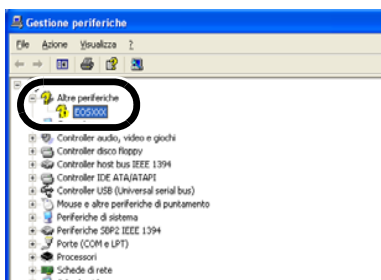 Gestione periferiche
File Azione Visualizza ?
Altre periferiche
EOSXXX
Controller audio, video e giochi
Controller disco floppy
Controller host bus IEEE 1394
Controller IDE ATA/ATAPI
Controller USB (Universal serial bus)
Mouse e altre periferiche di puntamento
Periferiche di sistema
Periferiche SBP2 IEEE 1394
Porte (COM e LPT)
Processori
Schede di rete